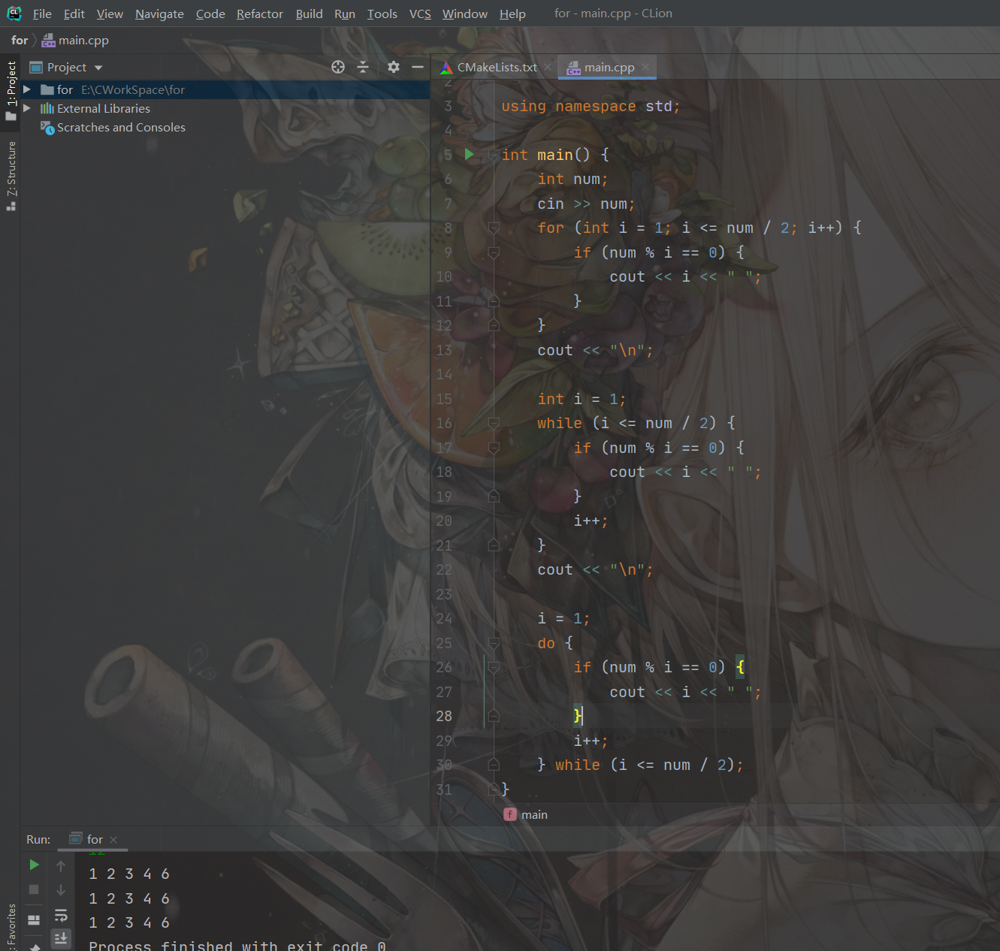 File Edit View Navigate Code Refactor Build Run Tools VCS Window Help for - main.cpp - CLion
for main.cpp
Project
CMakeLists.txt main.cpp
1: Project
7: Structure
: Favorites
for E:\CWorkSpace\for
External Libraries
Scratches and Consoles
2
3 using namespace std;
4
5 int main() {
6 int num;
7 cin >> num;
8 for (int i = 1; i <= num / 2; i++) {
9 if (num % i == 0) {
10 cout << i << " ";
11 }
12 }
13 cout << "\n";
14
15 int i = 1;
16 while (i <= num / 2) {
17 if (num % i == 0) {
18 cout << i << " ";
19 }
20 i++;
21 }
22 cout << "\n";
23
24 i = 1;
25 do {
26 if (num % i == 0) {
27 cout << i << " ";
28 }
29 i++;
30 } while (i <= num / 2);
31 }
f main
Run: for
12
1 2 3 4 6
1 2 3 4 6
1 2 3 4 6
Process finished with exit code 0